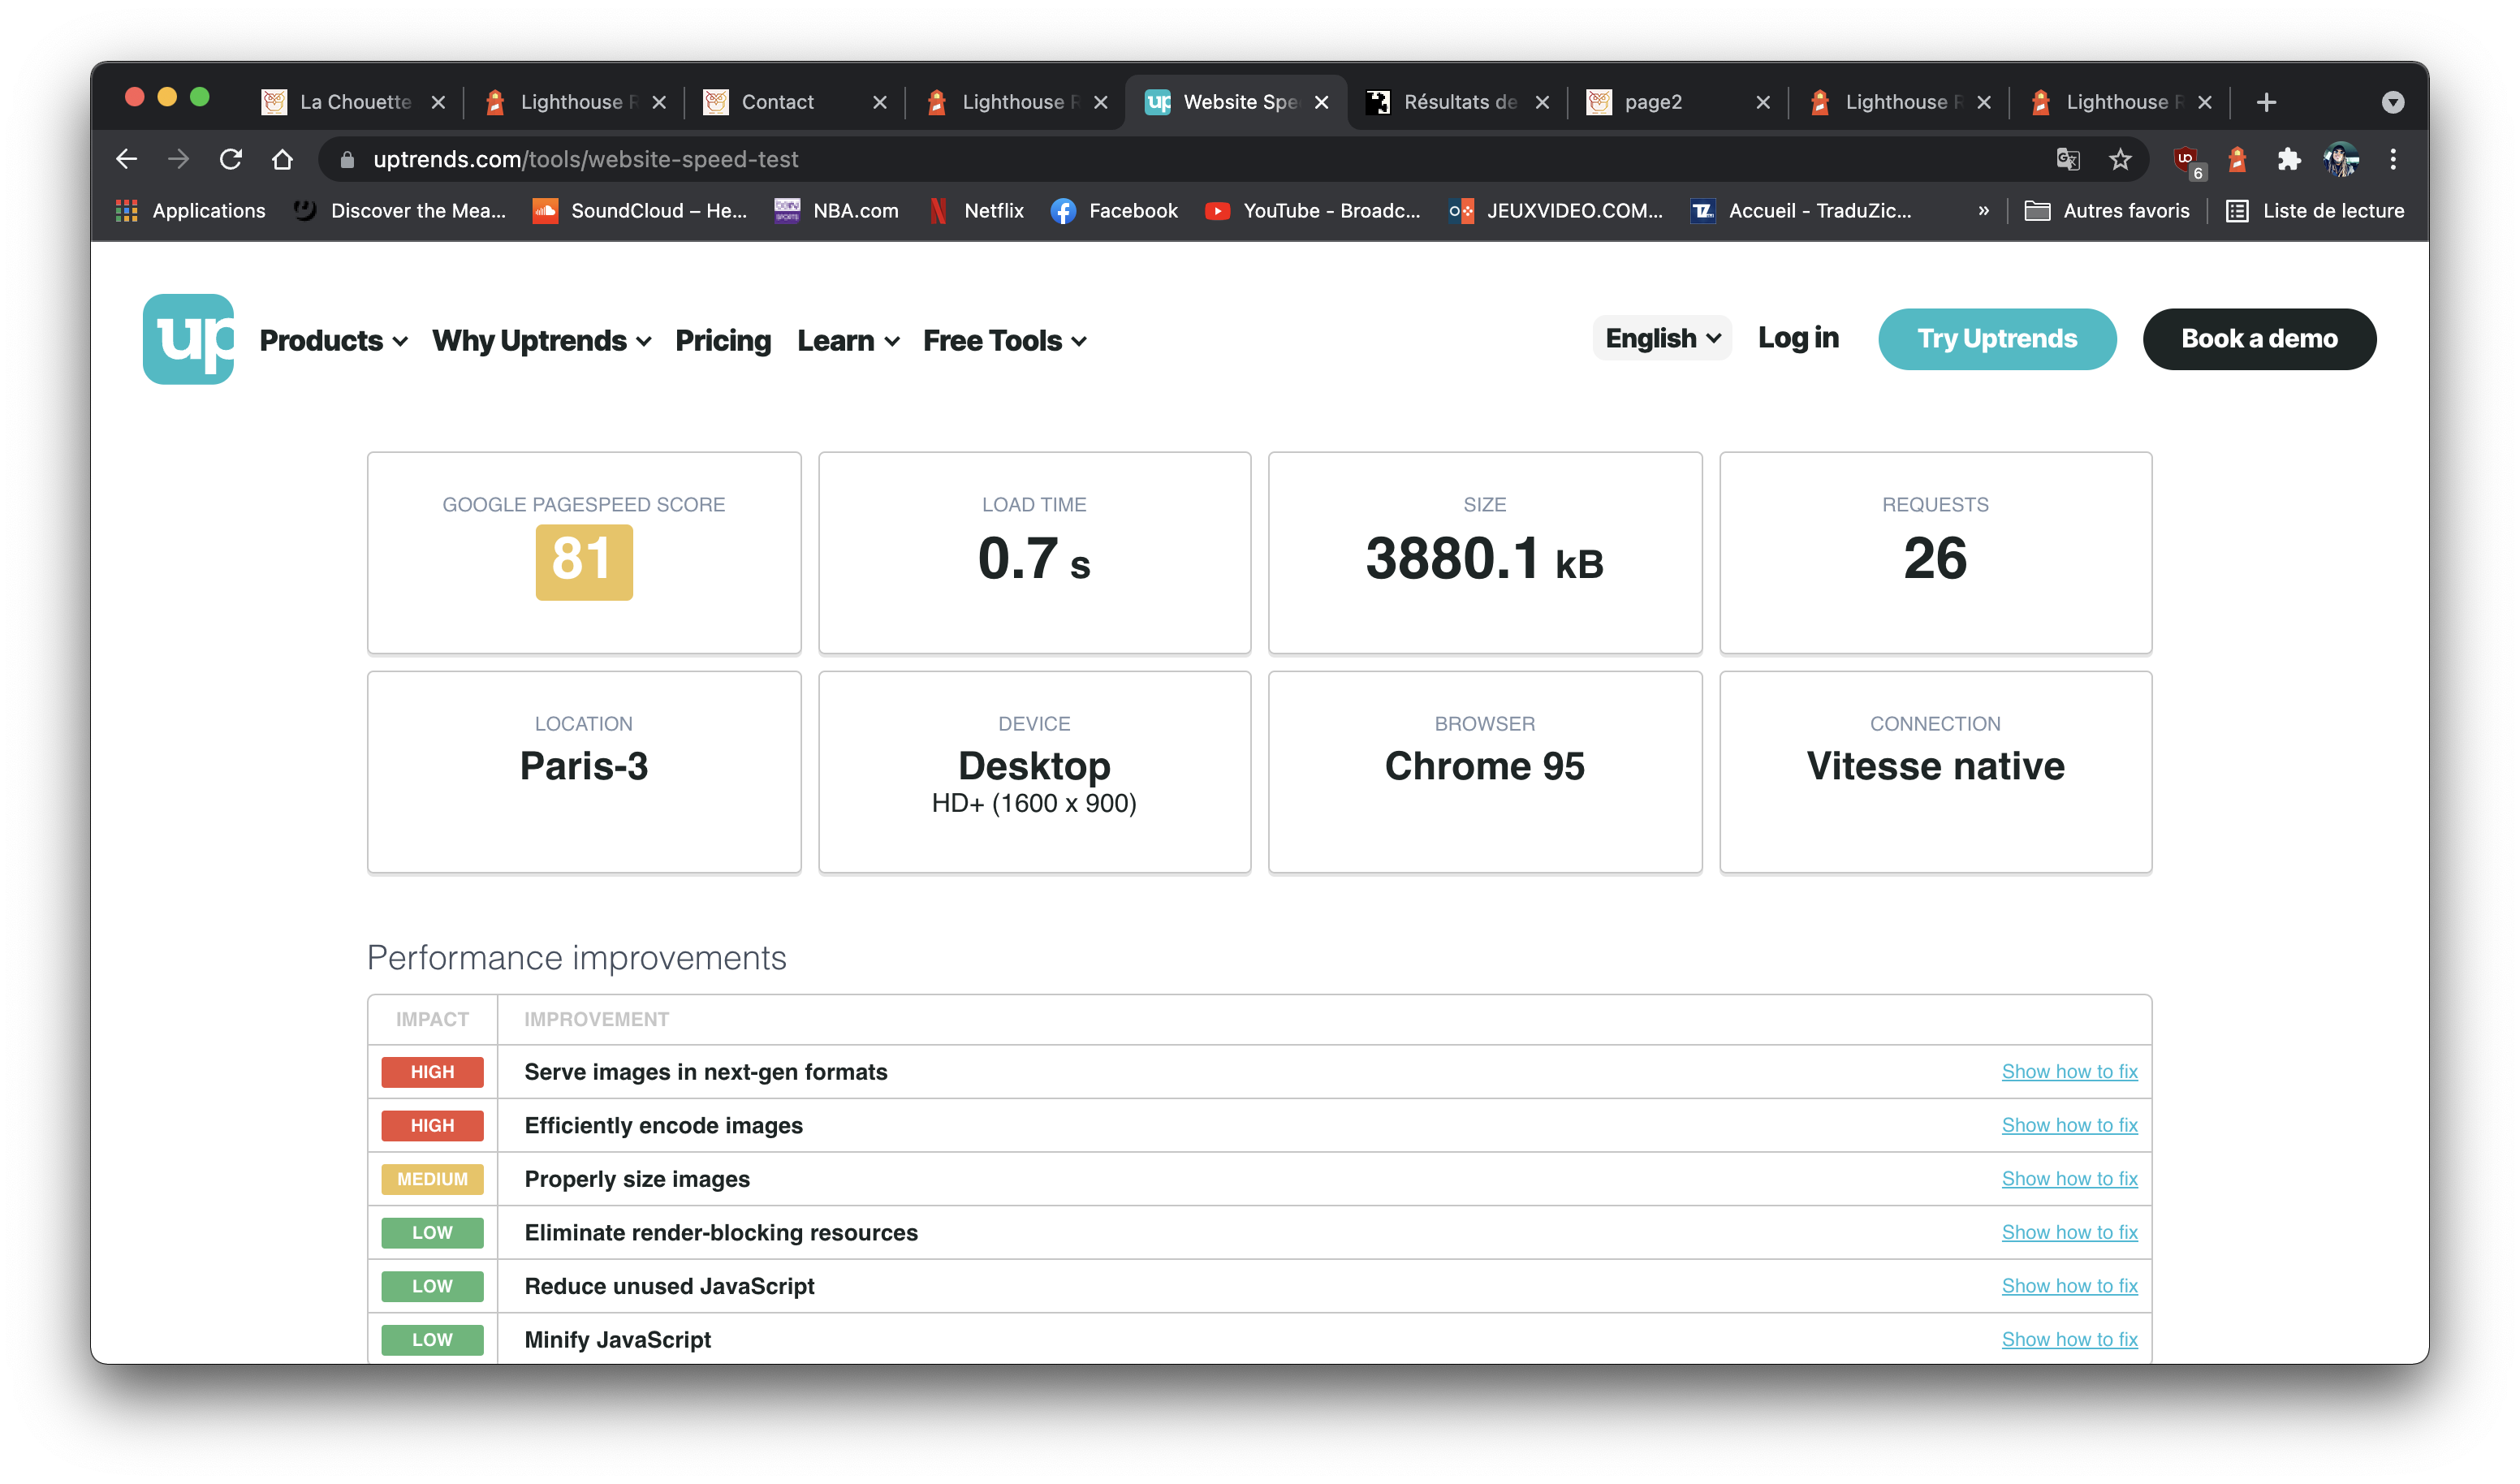 La Chouette
Lighthouse R
Contact
Lighthouse R
Website Spe
Résultats de
page2
Lighthouse R
Lighthouse R
uptrends.com/tools/website-speed-test
6
Applications
Discover the Mea...
SoundCloud – He...
NBA.com
Netflix
Facebook
YouTube - Broadc...
JEUXVIDEO.COM...
Accueil - TraduZic...
»
Autres favoris
Liste de lecture
up
Products
Why Uptrends
Pricing
Learn
Free Tools
English
Log in
Try Uptrends
Book a demo
GOOGLE PAGESPEED SCORE
81
LOAD TIME
0.7 s
SIZE
3880.1 kB
REQUESTS
26
LOCATION
Paris-3
DEVICE
Desktop
HD+ (1600 x 900)
BROWSER
Chrome 95
CONNECTION
Vitesse native
Performance improvements
IMPACT IMPROVEMENT
HIGH Serve images in next-gen formats Show how to fix
HIGH Efficiently encode images Show how to fix
MEDIUM Properly size images Show how to fix
LOW Eliminate render-blocking resources Show how to fix
LOW Reduce unused JavaScript Show how to fix
LOW Minify JavaScript Show how to fix